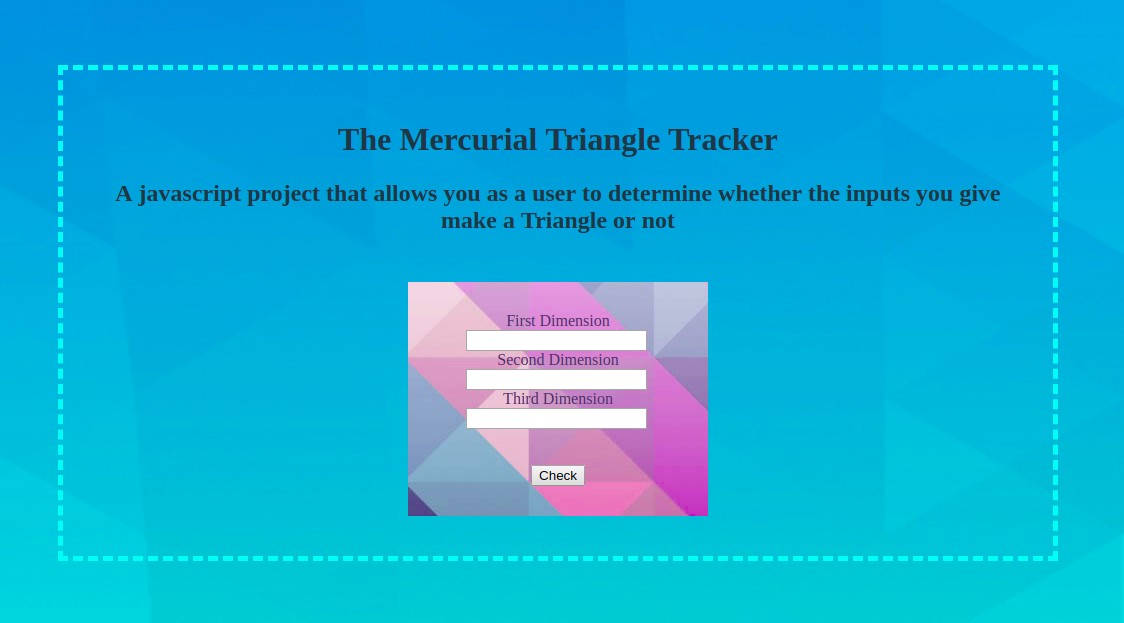 The Mercurial Triangle Tracker
A javascript project that allows you as a user to determine whether the inputs you give
make a Triangle or not
First Dimension
Second Dimension
Third Dimension
Check